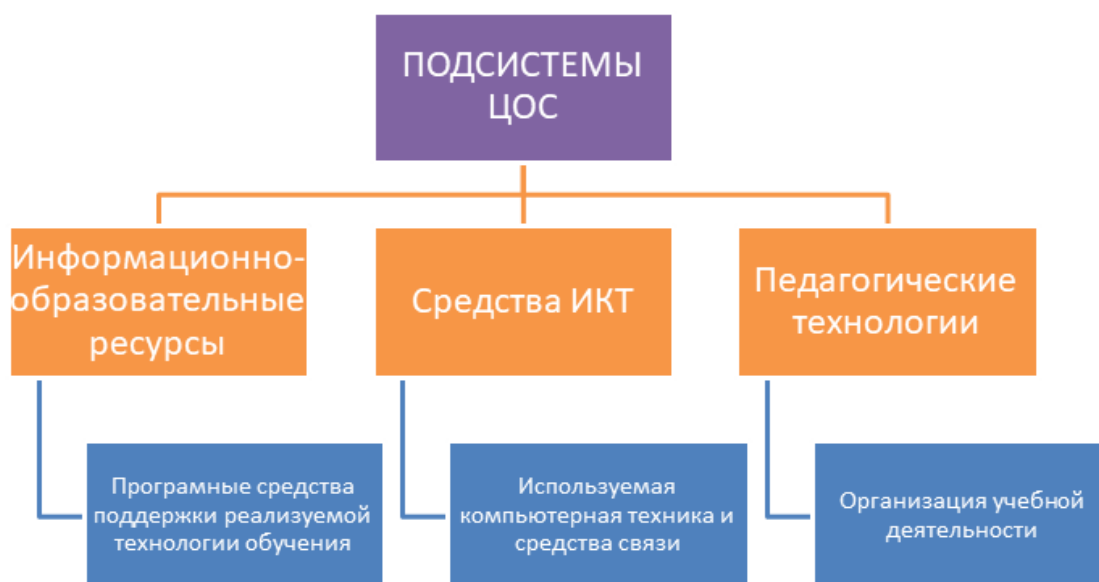 ПОДСИСТЕМЫ
ЦОС
Информационно-
образовательные
ресурсы
Средства ИКТ
Педагогические
технологии
Програмные средства
поддержки реализуемой
технологии обучения
Используемая
компьютерная техника и
средства связи
Организация учебной
деятельности